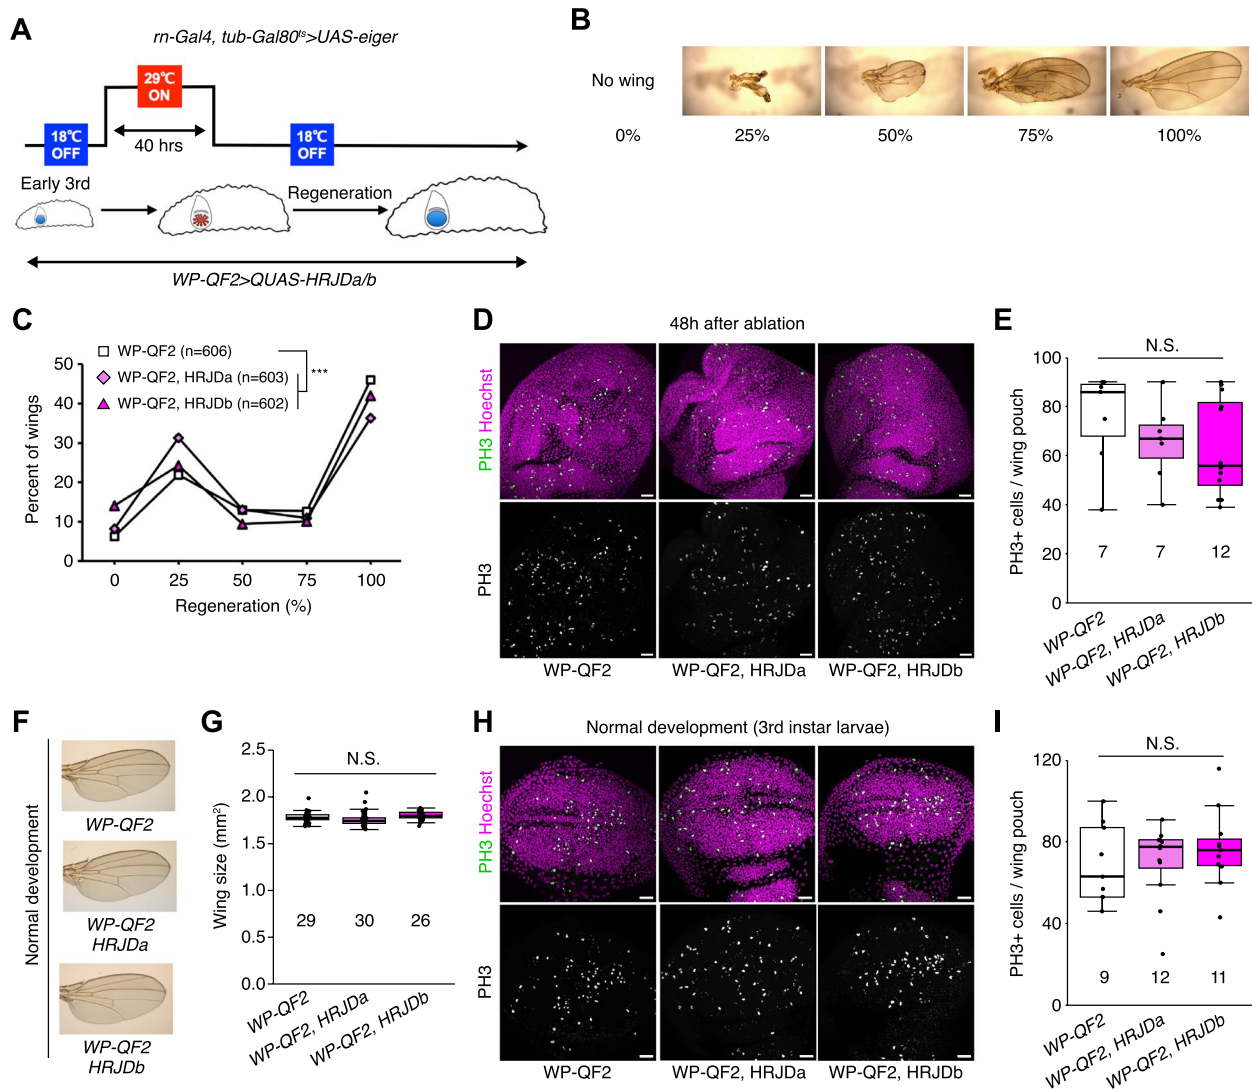 A
rn-Gal4, tub-Gal80ts>UAS-eiger
29℃
ON
18℃
OFF
40 hrs
18℃
OFF
Early 3rd
Regeneration
WP-QF2>QUAS-HRJDa/b
B
No wing
0%
25%
50%
75%
100%
C
WP-QF2 (n=606)
WP-QF2, HRJDa (n=603)
WP-QF2, HRJDb (n=602)
***
Percent of wings
50
40
30
20
10
0
0
25
50
75
100
Regeneration (%)
D
48h after ablation
PH3 Hoechst
PH3
WP-QF2
WP-QF2, HRJDa
WP-QF2, HRJDb
E
N.S.
PH3+ cells / wing pouch
100
80
60
40
20
0
7
7
12
WP-QF2
WP-QF2, HRJDa
WP-QF2, HRJDb
F
Normal development
WP-QF2
WP-QF2
HRJDa
WP-QF2
HRJDb
G
N.S.
Wing size (mm2)
2.5
2.0
1.5
1.0
0.5
0.0
29
30
26
WP-QF2
WP-QF2, HRJDa
WP-QF2, HRJDb
H
Normal development (3rd instar larvae)
PH3 Hoechst
PH3
WP-QF2
WP-QF2, HRJDa
WP-QF2, HRJDb
I
N.S.
PH3+ cells / wing pouch
120
80
40
0
9
12
11
WP-QF2
WP-QF2, HRJDa
WP-QF2, HRJDb